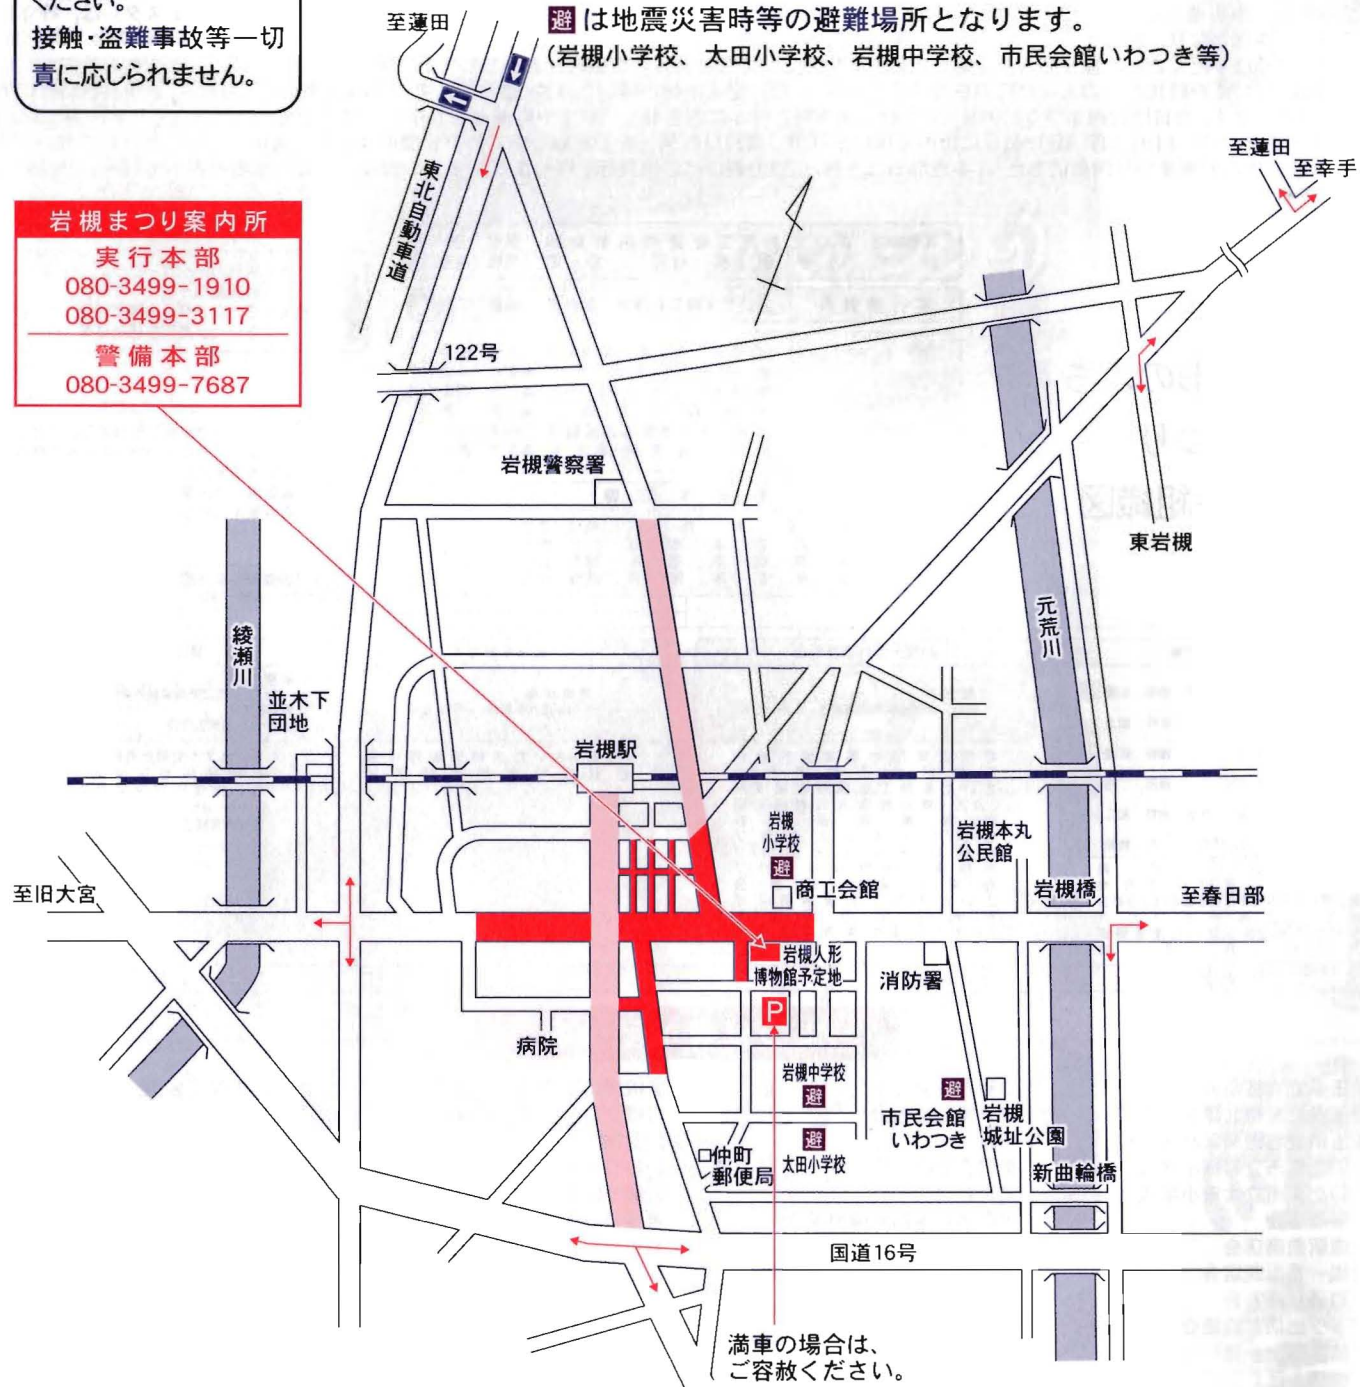 ください。
接触・盗難事故等一切
責に応じられません。
避は地震災害時等の避難場所となります。
(岩槻小学校、太田小学校、岩槻中学校、市民会館いわつき等)
至蓮田
至蓮田
至幸手
東北自動車道
岩槻まつり案内所
実行本部
080-3499-1910
080-3499-3117
警備本部
080-3499-7687
122号
岩槻警察署
東岩槻
元荒川
綾瀬川
並木下
団地
岩槻駅
岩槻
小学校
避
商工会館
岩槻本丸
公民館
岩槻橋
至旧大宮
至春日部
岩槻人形
博物館予定地
消防署
P
病院
岩槻中学校
避
避
太田小学校
避
市民会館
いわつき
岩槻
城址公園
仲町
郵便局
新曲輪橋
国道16号
満車の場合は、
ご容赦ください。